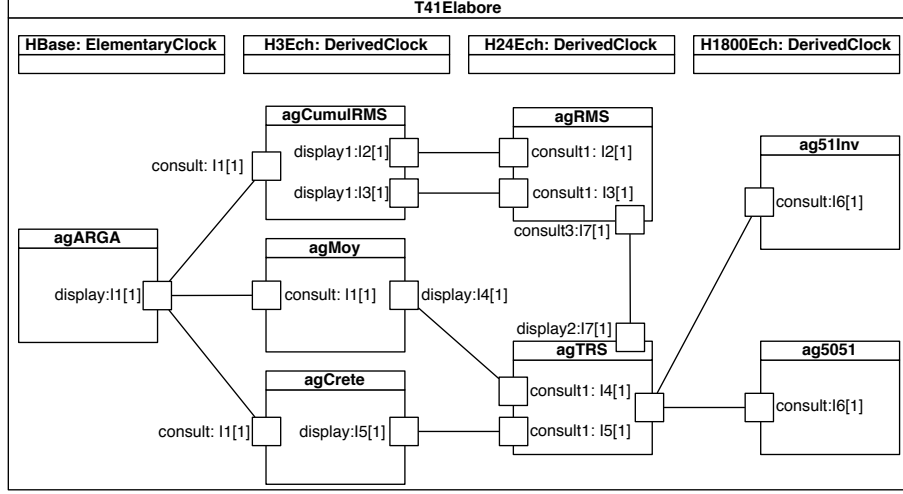 T41Elabore
HBase: ElementaryClock
H3Ech: DerivedClock
H24Ech: DerivedClock
H1800Ech: DerivedClock
agCumulRMS
consult: I1[1]
display1:I2[1]
display1:I3[1]
agRMS
consult1: I2[1]
consult1: I3[1]
consult3:I7[1]
ag51Inv
consult:I6[1]
agARGA
display:I1[1]
agMoy
consult: I1[1]
display:I4[1]
display2:I7[1]
agTRS
consult1: I4[1]
consult1: I5[1]
ag5051
consult:I6[1]
agCrete
consult: I1[1]
display:I5[1]